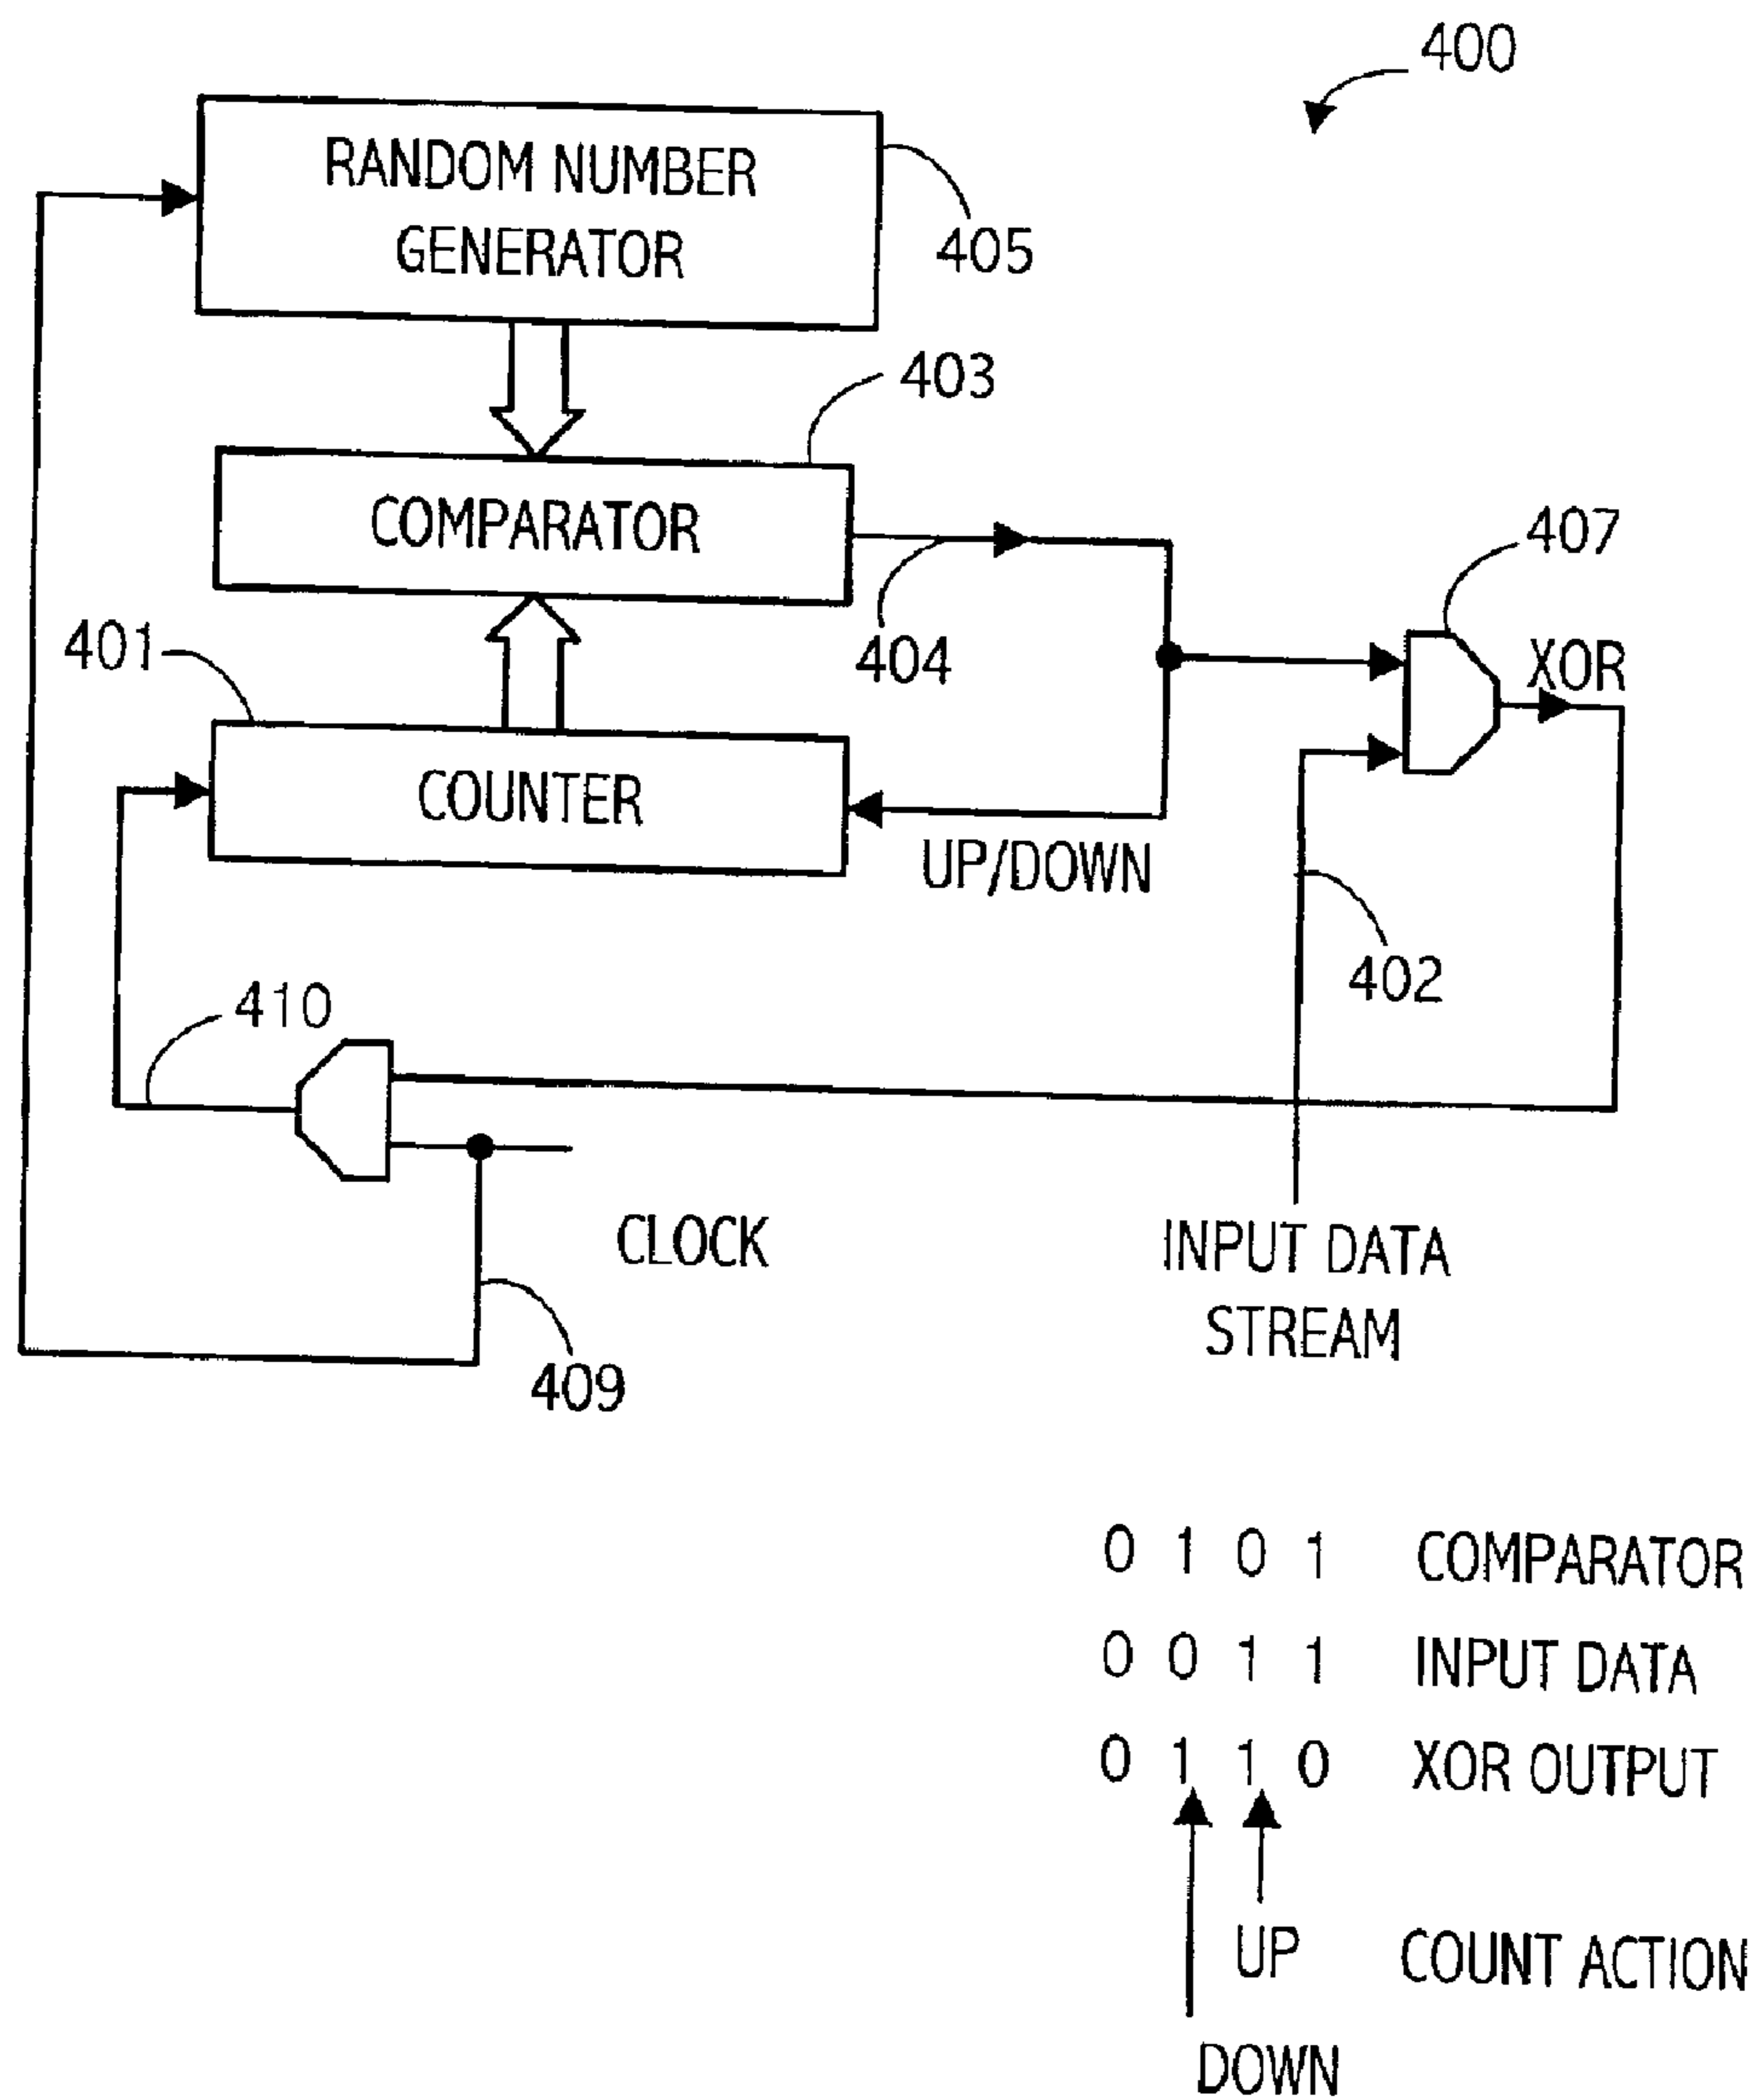 400
RANDOM NUMBER
GENERATOR
405
403
COMPARATOR
407
401
404
XOR
COUNTER
UP/DOWN
402
410
CLOCK
INPUT DATA
STREAM
409
0 1 0 1 COMPARATOR
0 0 1 1 INPUT DATA
0 1 1 0 XOR OUTPUT
UP COUNT ACTION
DOWN